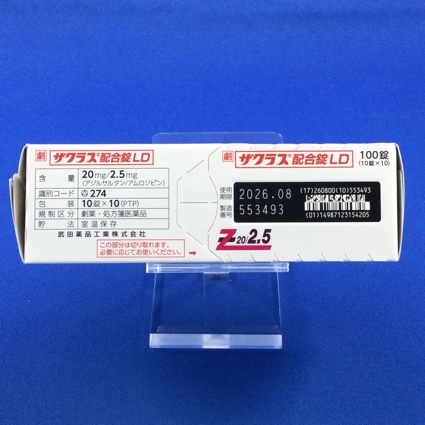 劇 ザクラス®配合錠LD
含量 20mg/2.5mg
(アジルサルタン/アムロジピン)
識別コード 274
包装 10錠×10(PTP)
規制区分 劇薬・処方箋医薬品
貯法 室温保存
武田薬品工業株式会社
この部分は切り取れます。
必要に応じてお使いください。
劇 ザクラス®配合錠LD 100錠
(10錠×10)
使用期限 2026.08
製造番号 553493
(17)260800(10)553493
(01)14987123154205
Z20/2.5